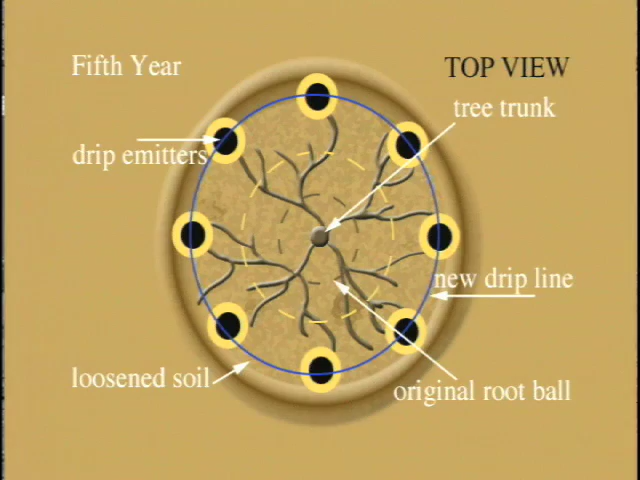 Fifth Year
TOP VIEW
tree trunk
drip emitters
new drip line
loosened soil
original root ball